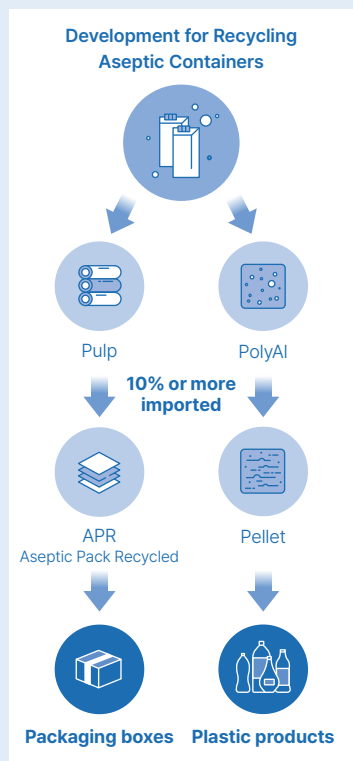 Development for Recycling
Aseptic Containers
Pulp
PolyAl
10% or more
imported
APR
Aseptic Pack Recycled
Pellet
Packaging boxes
Plastic products